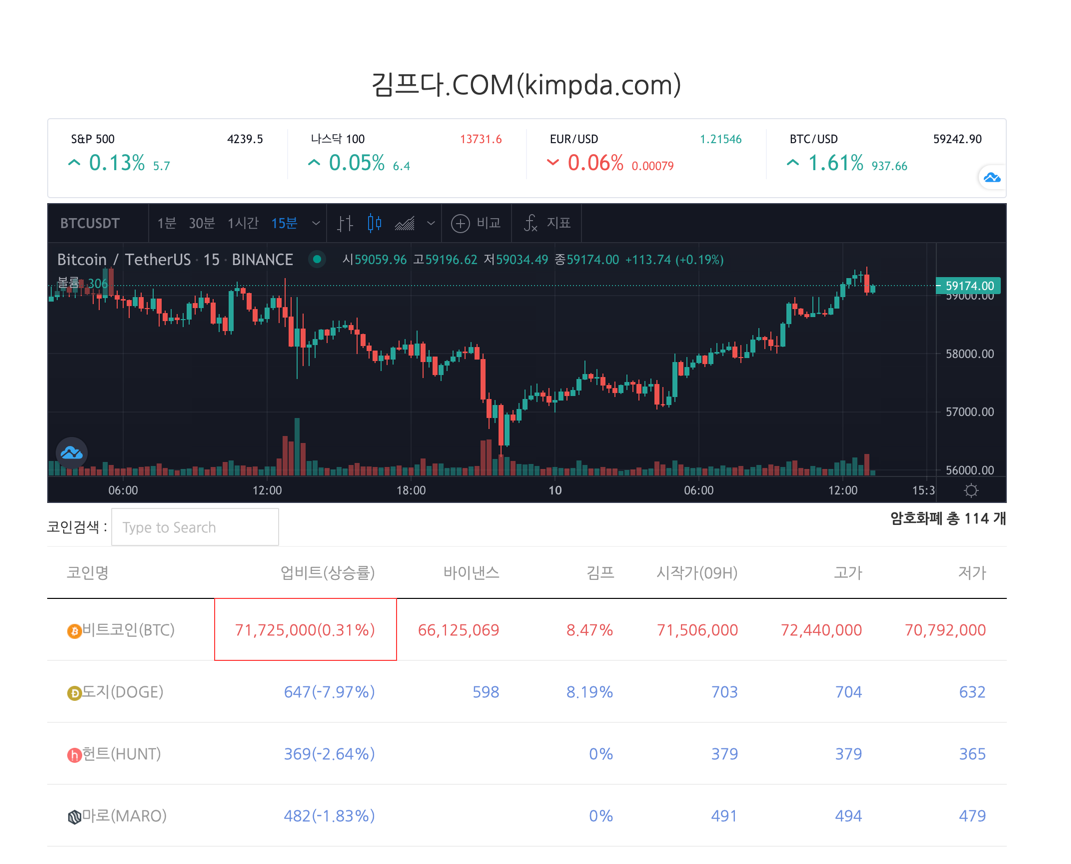 김프다.COM(kimpda.com)
S&P 500 4239.5 나스닥 100 13731.6 EUR/USD 1.21546 BTC/USD 59242.90
0.13% 5.7 0.05% 6.4 0.06% 0.00079 1.61% 937.66
BTCUSDT 1분 30분 1시간 15분 비교 지표
Bitcoin / TetherUS · 15 · BINANCE 시59059.96 고59196.62 저59034.49 종59174.00 +113.74 (+0.19%)
볼륨 306
59174.00
59000.00
58000.00
57000.00
56000.00
06:00 12:00 18:00 10 06:00 12:00 15:3
코인검색 : Type to Search 암호화폐 총 114 개
코인명 업비트(상승률) 바이낸스 김프 시작가(09H) 고가 저가
비트코인(BTC) 71,725,000(0.31%) 66,125,069 8.47% 71,506,000 72,440,000 70,792,000
도지(DOGE) 647(-7.97%) 598 8.19% 703 704 632
헌트(HUNT) 369(-2.64%) 0% 379 379 365
마로(MARO) 482(-1.83%) 0% 491 494 479